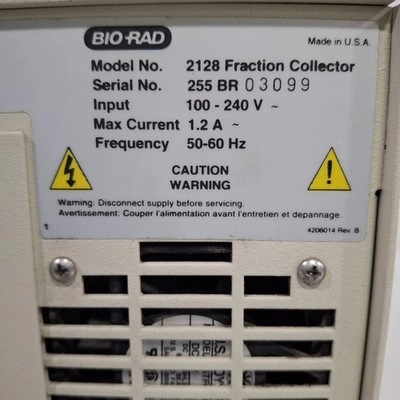 BIO-RAD
Made in U.S.A.
Model No. 2128 Fraction Collector
Serial No. 255 BR 03099
Input 100 - 240 V ~
Max Current 1.2 A ~
Frequency 50-60 Hz
CAUTION
WARNING
Warning: Disconnect supply before servicing.
Avertissement: Couper l'alimentation avant l'entretien et depannage.
4206014 Rev. B